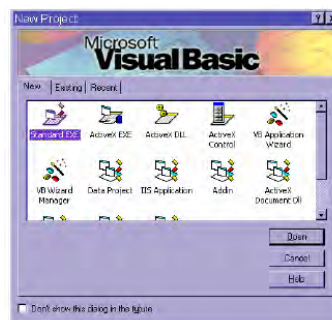 New Project
Microsoft
Visual Basic
New Existing Recent
Standard EXE ActiveX EXE ActiveX DLL ActiveX Control VB Application Wizard
VB Wizard Manager Data Project IIS Application Addin ActiveX Document Dll
Open
Cancel
Help
Don't show this dialog in the future